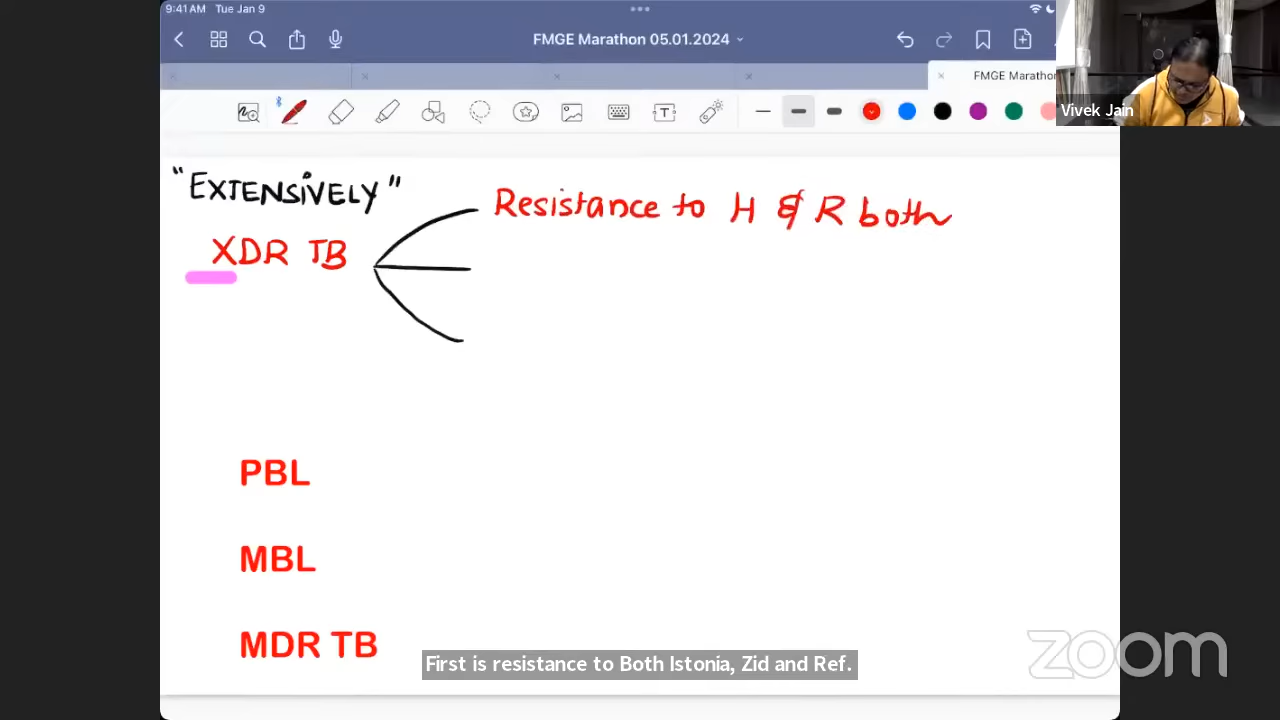 9:41 AM Tue Jan 9
FMGE Marathon 05.01.2024
FMGE Marathon
Vivek Jain
"EXTENSIVELY"
XDR TB
Resistance to H & R both
PBL
MBL
MDR TB
First is resistance to Both Istonia, Zid and Ref.
zoom